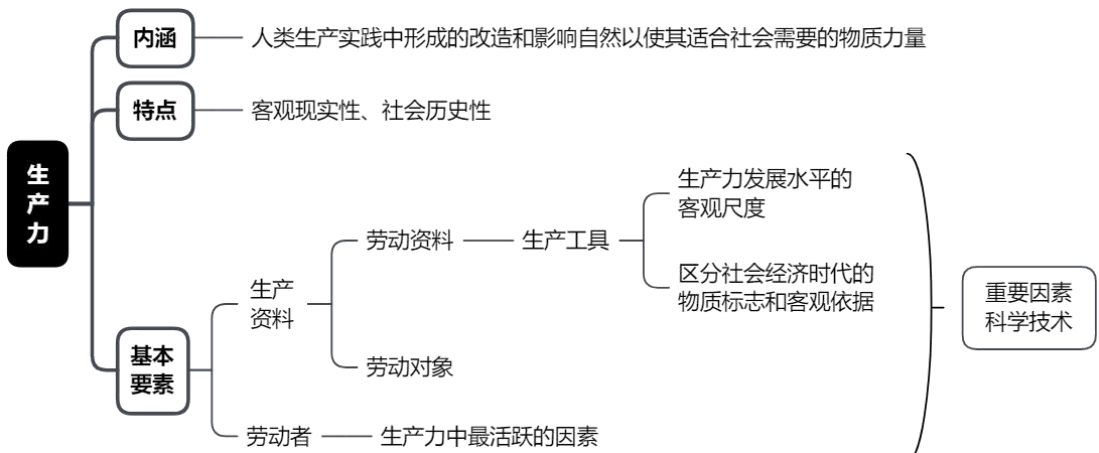 生产力
内涵
人类生产实践中形成的改造和影响自然以使其适合社会需要的物质力量
特点
客观现实性、社会历史性
基本
要素
生产
资料
劳动资料
生产工具
生产力发展水平的
客观尺度
区分社会经济时代的
物质标志和客观依据
劳动对象
劳动者
生产力中最活跃的因素
重要因素
科学技术